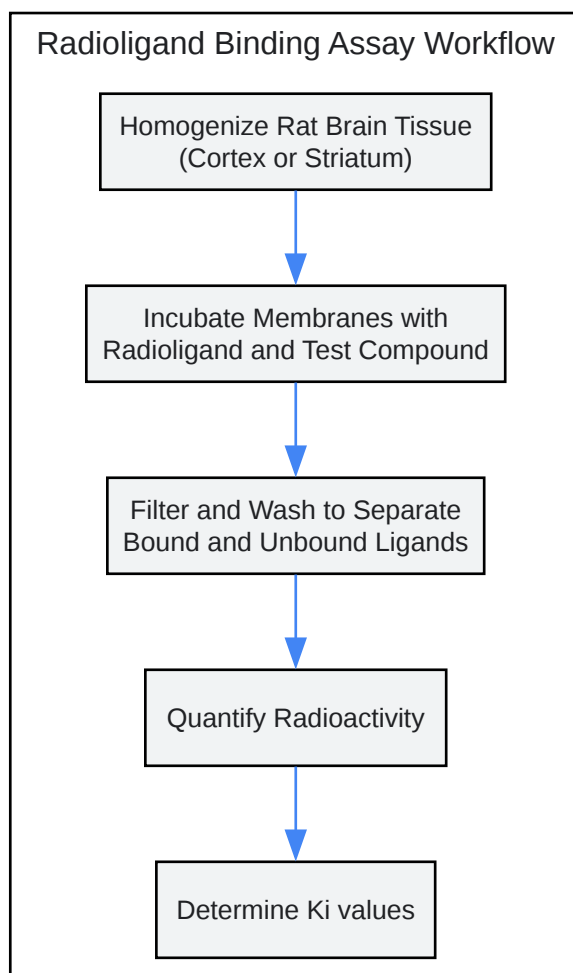 Radioligand Binding Assay Workflow
Homogenize Rat Brain Tissue
(Cortex or Striatum)
Incubate Membranes with
Radioligand and Test Compound
Filter and Wash to Separate
Bound and Unbound Ligands
Quantify Radioactivity
Determine Ki values